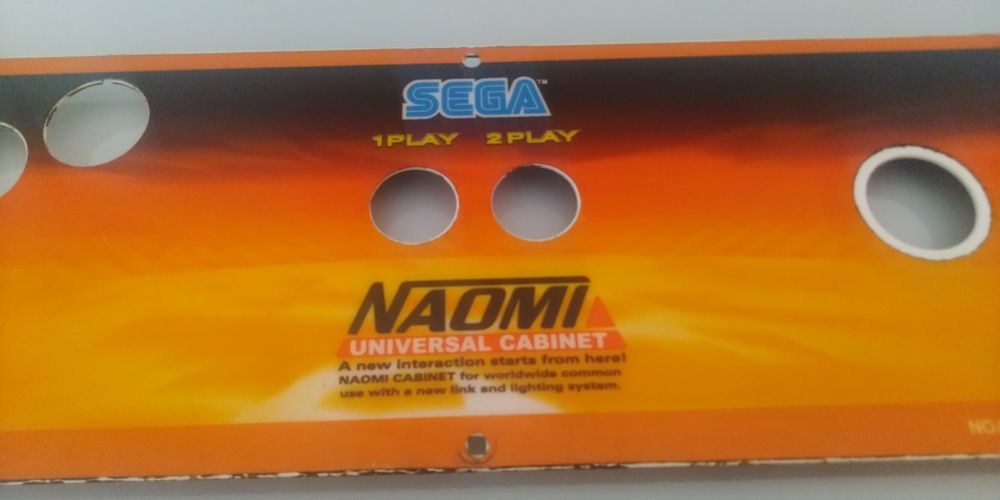 SEGA™
1PLAY 2PLAY
NAOMI
UNIVERSAL CABINET
A new interaction starts from here!
NAOMI CABINET for worldwide common
use with a new link and lighting system.